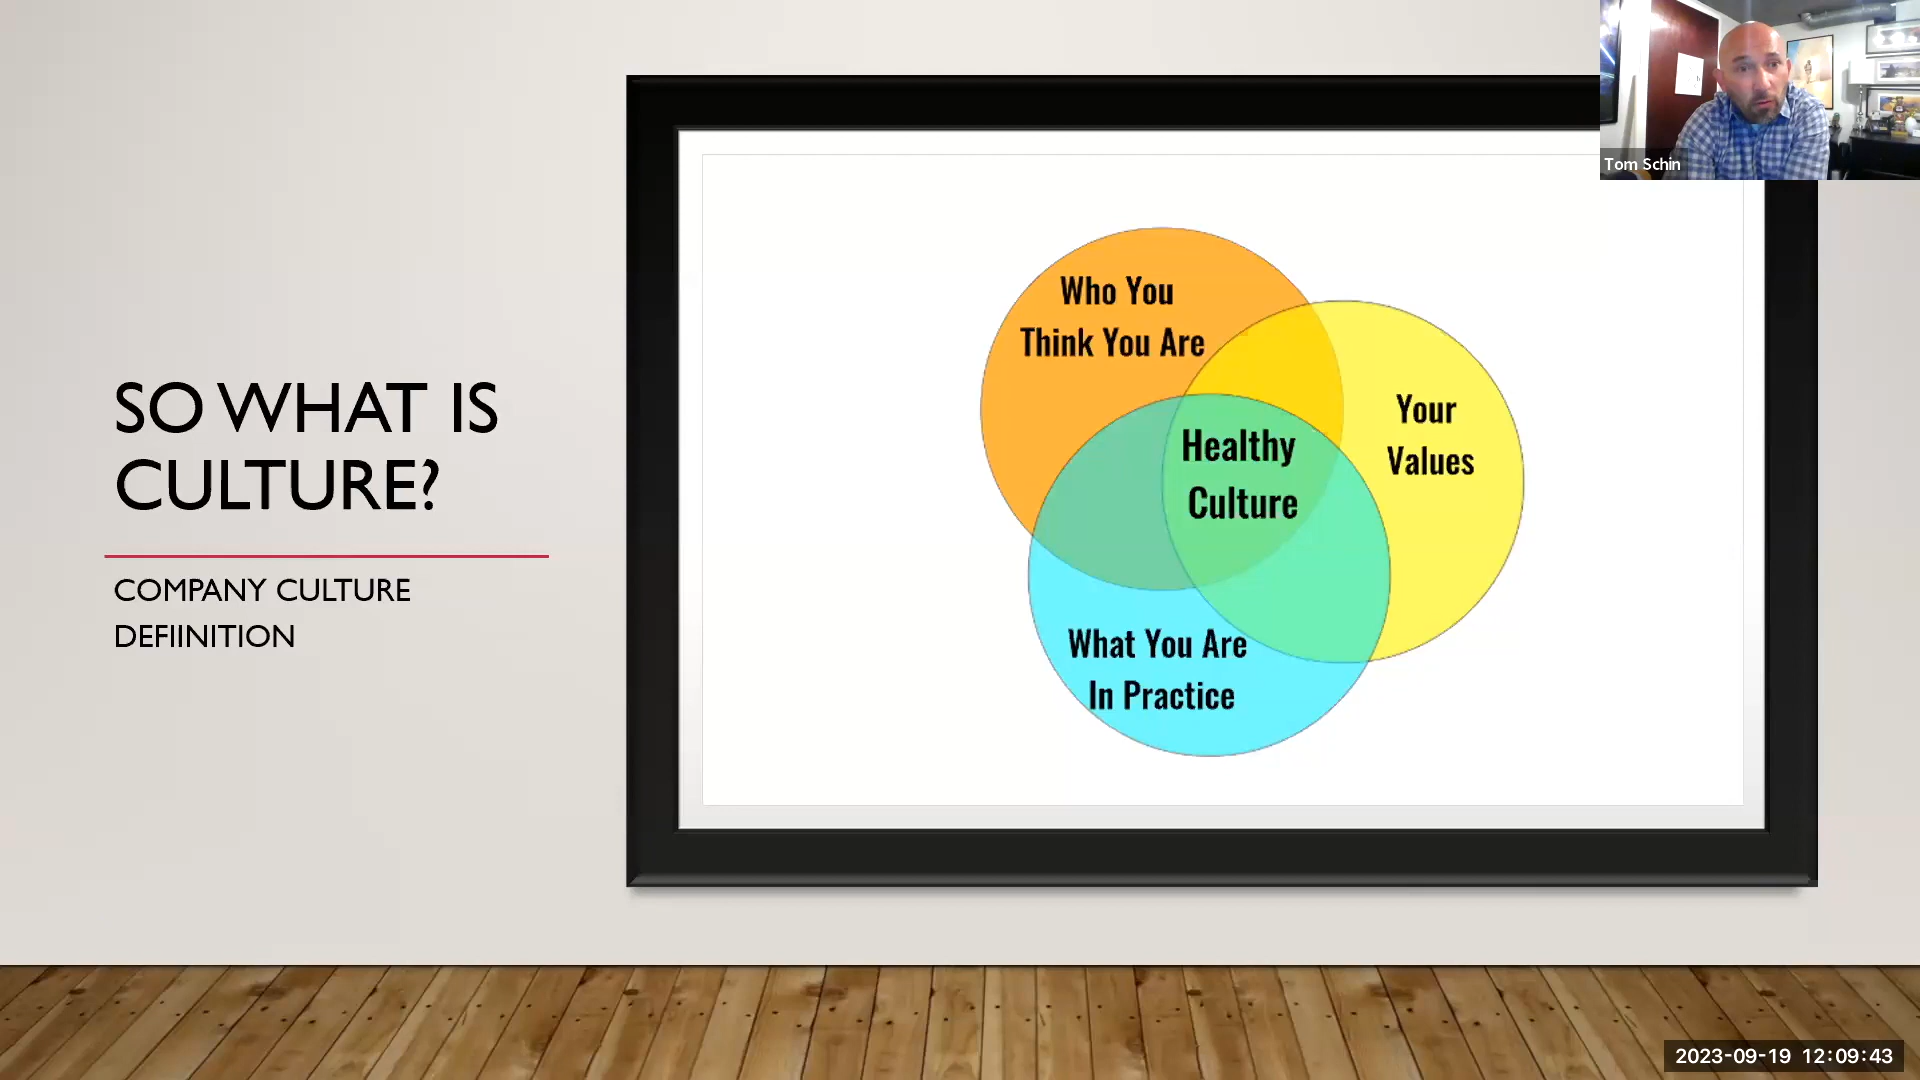 SO WHAT IS
CULTURE?
COMPANY CULTURE
DEFIINITION
Who You
Think You Are
Your
Values
Healthy
Culture
What You Are
In Practice
Tom Schin
2023-09-19 12:09:43